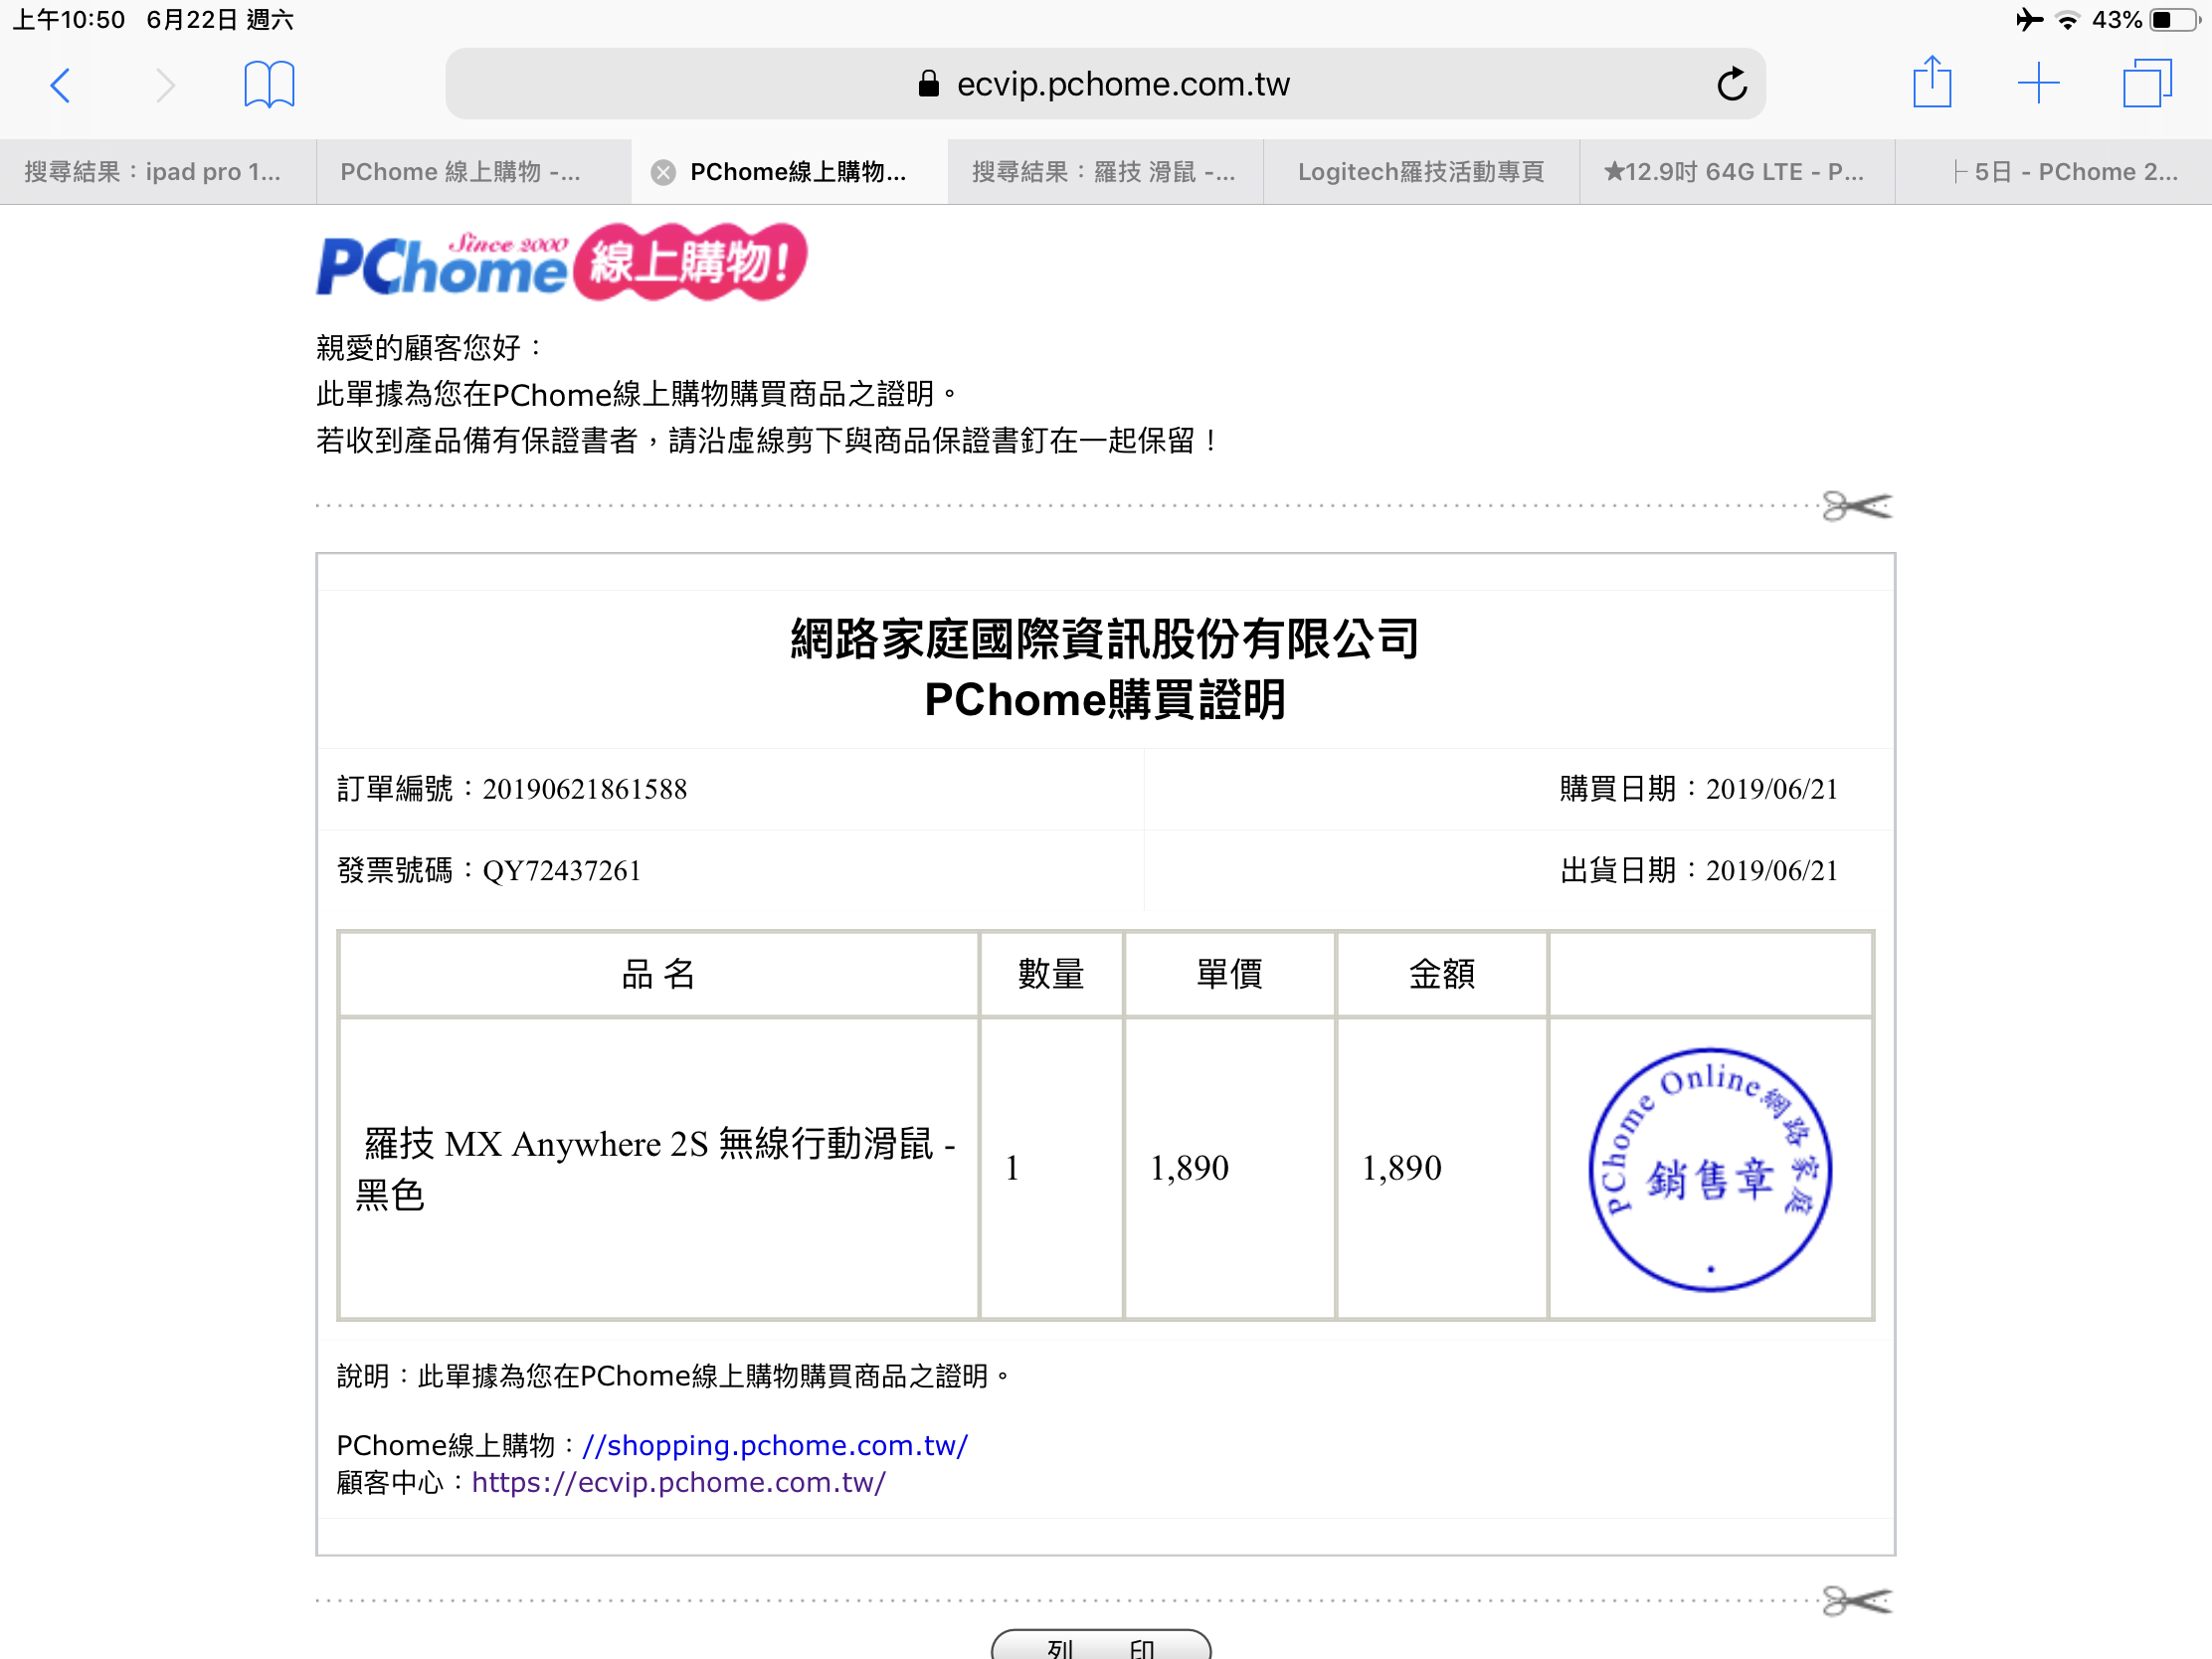 上午10:50 6月22日 週六
43%
ecvip.pchome.com.tw
搜尋結果：ipad pro 1...
PChome 線上購物 -...
PChome線上購物...
搜尋結果：羅技 滑鼠 -...
Logitech羅技活動專頁
★12.9吋 64G LTE - P...
├ 5日 - PChome 2...
PChome Since 2000 線上購物!
親愛的顧客您好：
此單據為您在PChome線上購物購買商品之證明。
若收到產品備有保證書者，請沿虛線剪下與商品保證書釘在一起保留！
網路家庭國際資訊股份有限公司
PChome購買證明
訂單編號：20190621861588
購買日期：2019/06/21
發票號碼：QY72437261
出貨日期：2019/06/21
品 名 數量 單價 金額
羅技 MX Anywhere 2S 無線行動滑鼠 -
黑色
1
1,890
1,890
PChome Online網路家庭
銷售章
說明：此單據為您在PChome線上購物購買商品之證明。
PChome線上購物：//shopping.pchome.com.tw/
顧客中心：https://ecvip.pchome.com.tw/
列 印